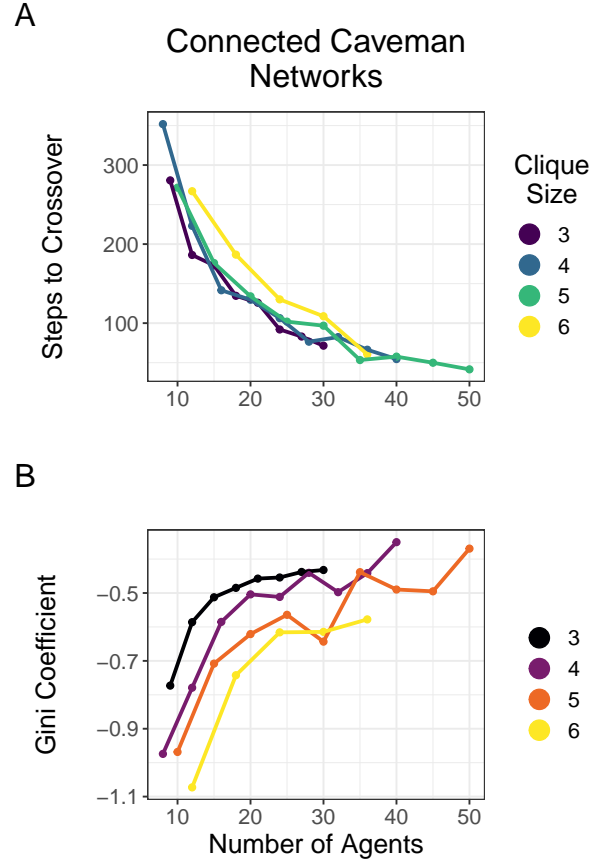 A
Connected Caveman
Networks
Steps to Crossover
300
200
100
10 20 30 40 50
Clique
Size
3
4
5
6
B
Gini Coefficient
−0.5
−0.7
−0.9
−1.1
10 20 30 40 50
Number of Agents
3
4
5
6